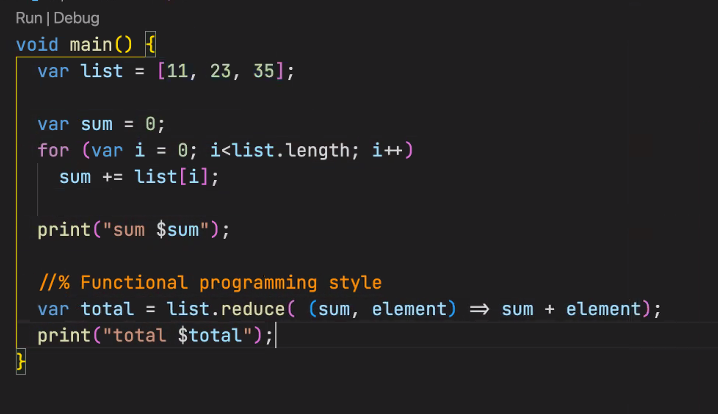 Run | Debug
void main() {
var list = [11, 23, 35];
var sum = 0;
for (var i = 0; i<list.length; i++)
sum += list[i];
print("sum $sum");
//% Functional programming style
var total = list.reduce( (sum, element) => sum + element);
print("total $total");
}